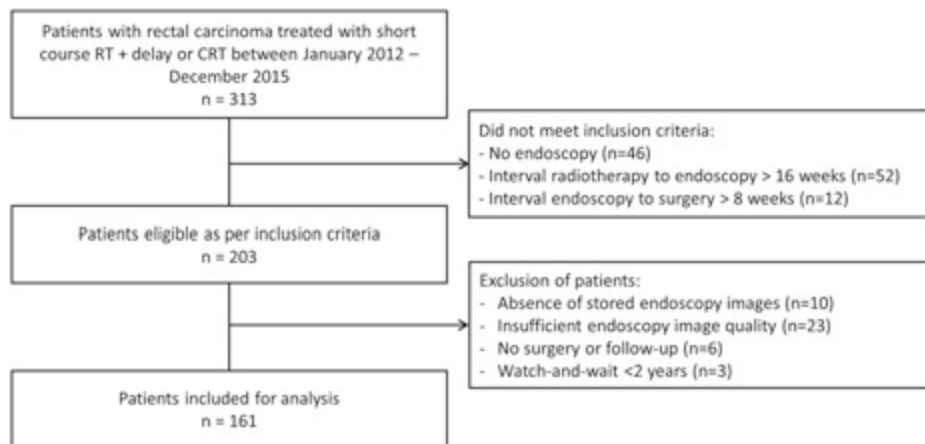 Patients with rectal carcinoma treated with short
course RT + delay or CRT between January 2012 –
December 2015
n = 313
Did not meet inclusion criteria:
- No endoscopy (n=46)
- Interval radiotherapy to endoscopy > 16 weeks (n=52)
- Interval endoscopy to surgery > 8 weeks (n=12)
Patients eligible as per inclusion criteria
n = 203
Exclusion of patients:
- Absence of stored endoscopy images (n=10)
- Insufficient endoscopy image quality (n=23)
- No surgery or follow-up (n=6)
- Watch-and-wait <2 years (n=3)
Patients included for analysis
n = 161